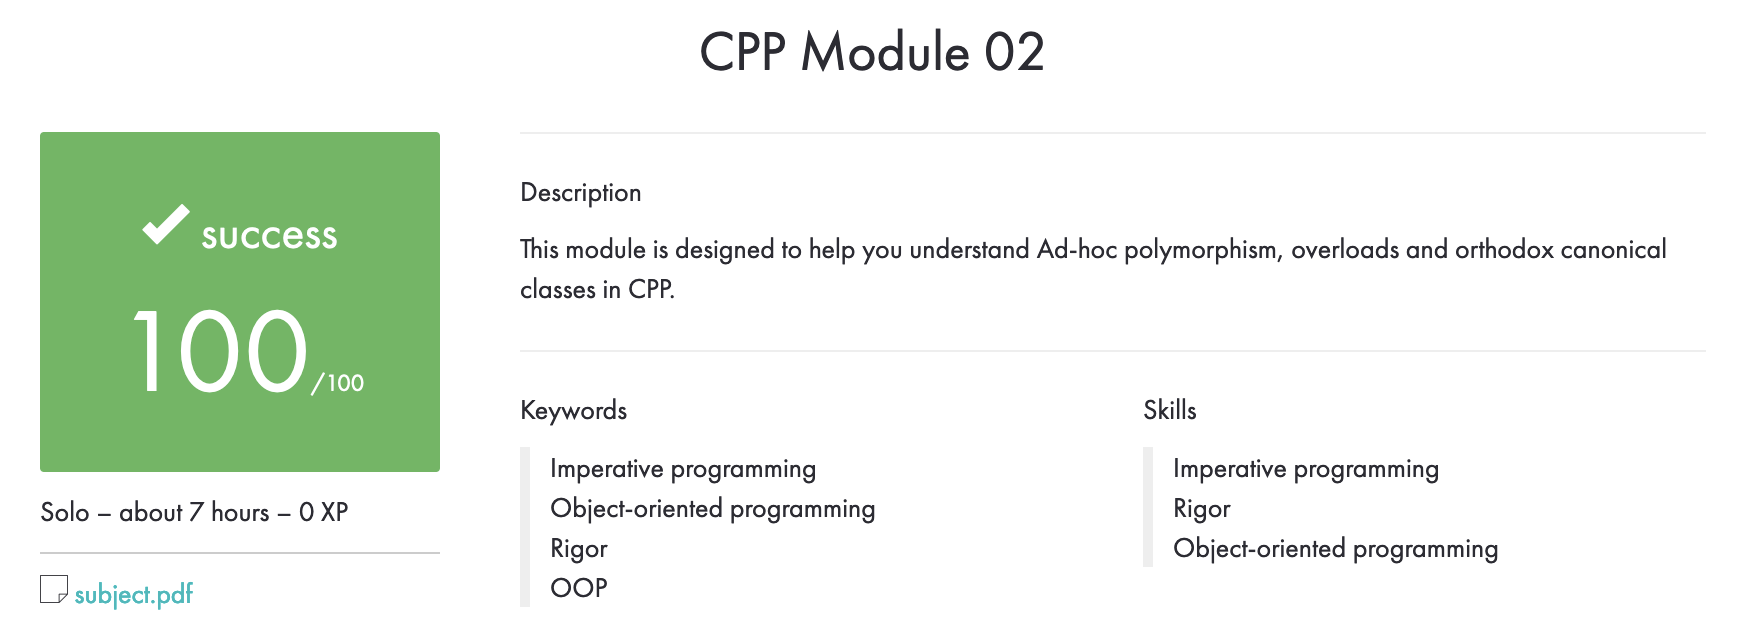 CPP Module 02
success
100/100
Solo – about 7 hours – 0 XP
subject.pdf
Description
This module is designed to help you understand Ad-hoc polymorphism, overloads and orthodox canonical
classes in CPP.
Keywords
Imperative programming
Object-oriented programming
Rigor
OOP
Skills
Imperative programming
Rigor
Object-oriented programming